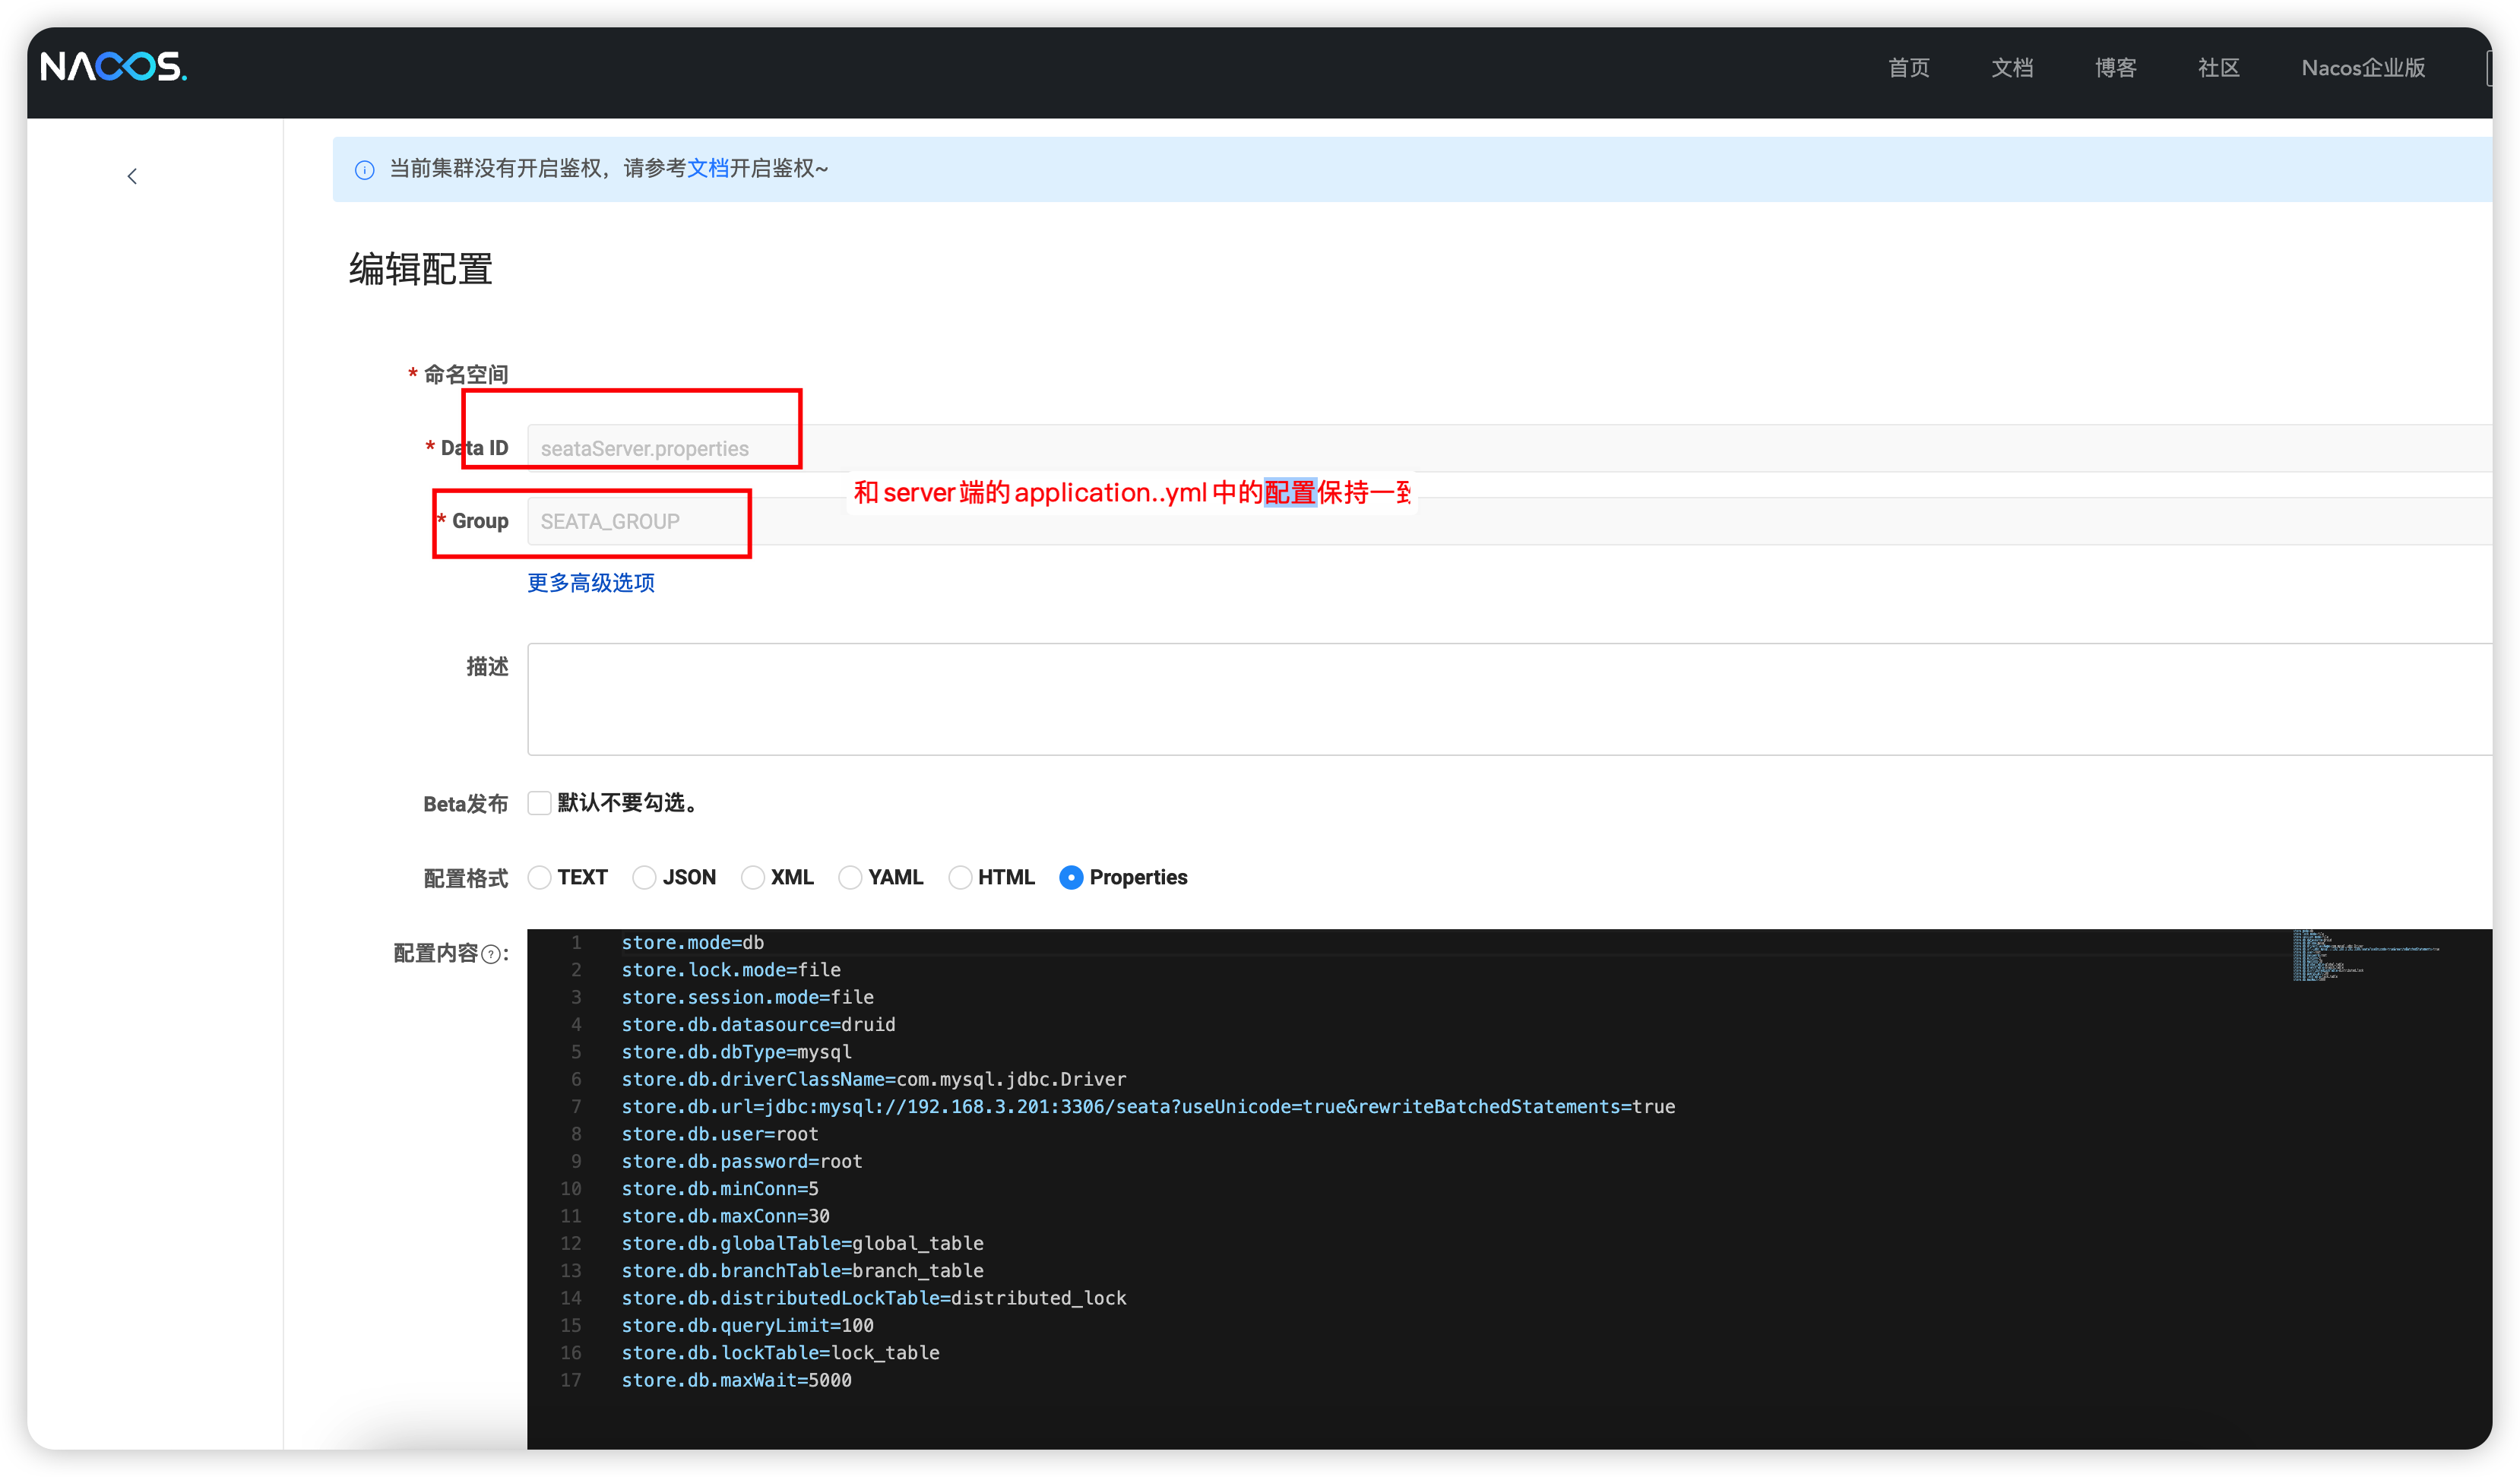 NACOS.
首页 文档 博客 社区 Nacos企业版
当前集群没有开启鉴权，请参考文档开启鉴权~
编辑配置
* 命名空间
* Data ID seataServer.properties
和 server 端的 application..yml 中的配置保持一致
* Group SEATA_GROUP
更多高级选项
描述
Beta发布 默认不要勾选。
配置格式 TEXT JSON XML YAML HTML Properties
配置内容?:
1 store.mode=db
2 store.lock.mode=file
3 store.session.mode=file
4 store.db.datasource=druid
5 store.db.dbType=mysql
6 store.db.driverClassName=com.mysql.jdbc.Driver
7 store.db.url=jdbc:mysql://192.168.3.201:3306/seata?useUnicode=true&rewriteBatchedStatements=true
8 store.db.user=root
9 store.db.password=root
10 store.db.minConn=5
11 store.db.maxConn=30
12 store.db.globalTable=global_table
13 store.db.branchTable=branch_table
14 store.db.distributedLockTable=distributed_lock
15 store.db.queryLimit=100
16 store.db.lockTable=lock_table
17 store.db.maxWait=5000